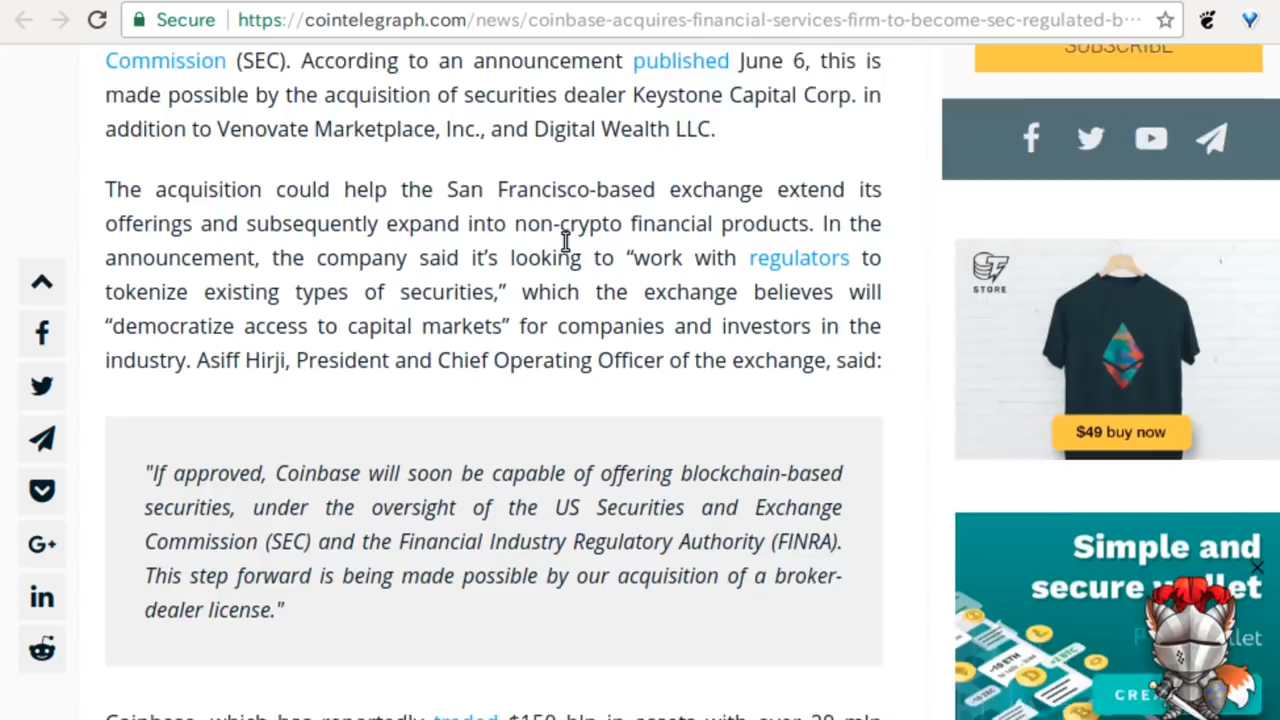 Secure https://cointelegraph.com/news/coinbase-acquires-financial-services-firm-to-become-sec-regulated-b···
SUBSCRIBE
Commission (SEC). According to an announcement published June 6, this is
made possible by the acquisition of securities dealer Keystone Capital Corp. in
addition to Venovate Marketplace, Inc., and Digital Wealth LLC.
The acquisition could help the San Francisco-based exchange extend its
offerings and subsequently expand into non-crypto financial products. In the
announcement, the company said it’s looking to “work with regulators to
tokenize existing types of securities,” which the exchange believes will
“democratize access to capital markets” for companies and investors in the
industry. Asiff Hirji, President and Chief Operating Officer of the exchange, said:
"If approved, Coinbase will soon be capable of offering blockchain-based
securities, under the oversight of the US Securities and Exchange
Commission (SEC) and the Financial Industry Regulatory Authority (FINRA).
This step forward is being made possible by our acquisition of a broker-
dealer license."
Coinbase, which has reportedly traded $150 bln in assets with over 20 mln
G+
in
STORE
$49 buy now
Simple and
secure wallet